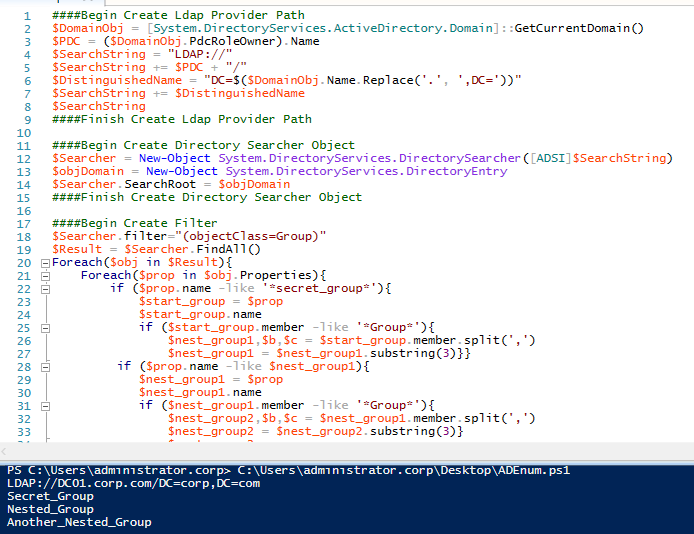 1 ####Begin Create Ldap Provider Path
2 $DomainObj = [System.DirectoryServices.ActiveDirectory.Domain]::GetCurrentDomain()
3 $PDC = ($DomainObj.PdcRoleOwner).Name
4 $SearchString = "LDAP://"
5 $SearchString += $PDC + "/"
6 $DistinguishedName = "DC=$($DomainObj.Name.Replace('.', ',DC='))"
7 $SearchString += $DistinguishedName
8 $SearchString
9 ####Finish Create Ldap Provider Path
10
11 ####Begin Create Directory Searcher Object
12 $Searcher = New-Object System.DirectoryServices.DirectorySearcher([ADSI]$SearchString)
13 $objDomain = New-Object System.DirectoryServices.DirectoryEntry
14 $Searcher.SearchRoot = $objDomain
15 ####Finish Create Directory Searcher Object
16
17 ####Begin Create Filter
18 $Searcher.filter="(objectClass=Group)"
19 $Result = $Searcher.FindAll()
20 Foreach($obj in $Result){
21 Foreach($prop in $obj.Properties){
22 if ($prop.name -like '*secret_group*'){
23 $start_group = $prop
24 $start_group.name
25 if ($start_group.member -like '*Group*'){
26 $nest_group1,$b,$c = $start_group.member.split(',')
27 $nest_group1 = $nest_group1.substring(3)}}
28 if ($prop.name -like $nest_group1){
29 $nest_group1 = $prop
30 $nest_group1.name
31 if ($nest_group1.member -like '*Group*'){
32 $nest_group2,$b,$c = $nest_group1.member.split(',')
33 $nest_group2 = $nest_group2.substring(3)}
PS C:\Users\administrator.corp> C:\Users\administrator.corp\Desktop\ADEnum.ps1
LDAP://DC01.corp.com/DC=corp,DC=com
Secret_Group
Nested_Group
Another_Nested_Group